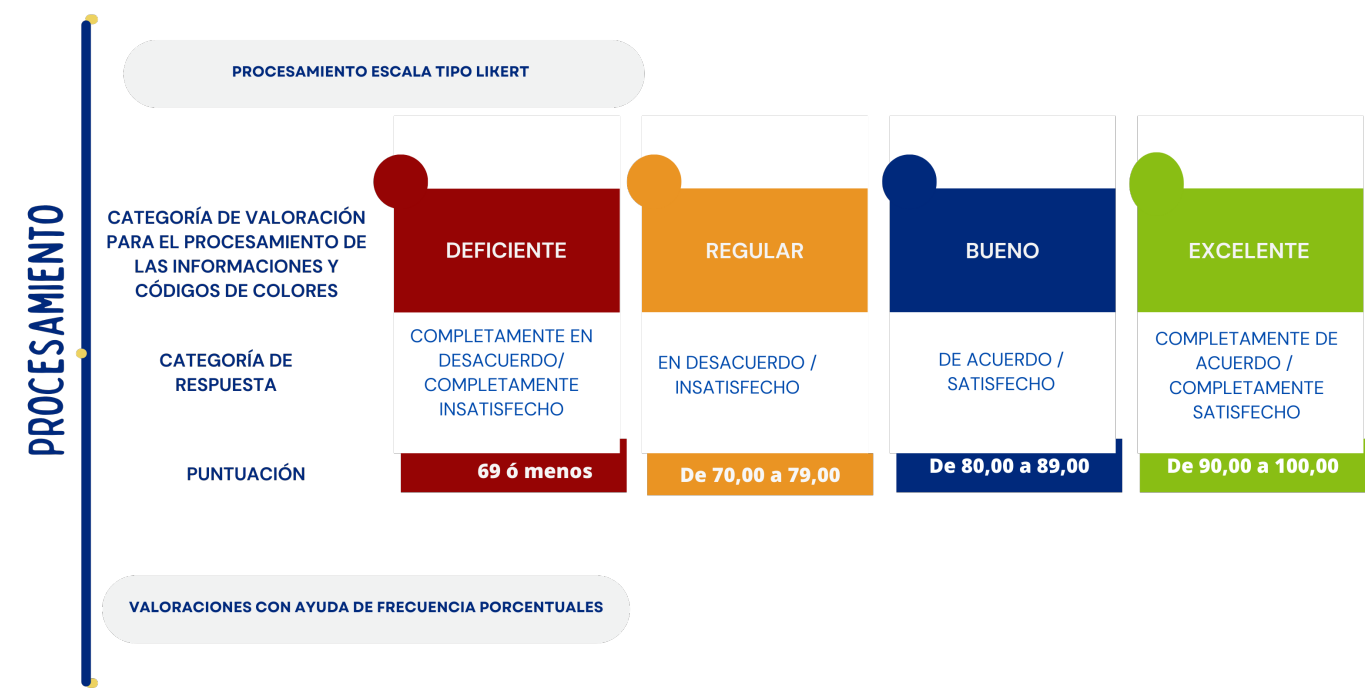 PROCESAMIENTO
PROCESAMIENTO ESCALA TIPO LIKERT
CATEGORÍA DE VALORACIÓN
PARA EL PROCESAMIENTO DE
LAS INFORMACIONES Y
CÓDIGOS DE COLORES
DEFICIENTE
REGULAR
BUENO
EXCELENTE
CATEGORÍA DE
RESPUESTA
COMPLETAMENTE EN
DESACUERDO/
COMPLETAMENTE
INSATISFECHO
EN DESACUERDO /
INSATISFECHO
DE ACUERDO /
SATISFECHO
COMPLETAMENTE DE
ACUERDO /
COMPLETAMENTE
SATISFECHO
PUNTUACIÓN
69 ó menos
De 70,00 a 79,00
De 80,00 a 89,00
De 90,00 a 100,00
VALORACIONES CON AYUDA DE FRECUENCIA PORCENTUALES